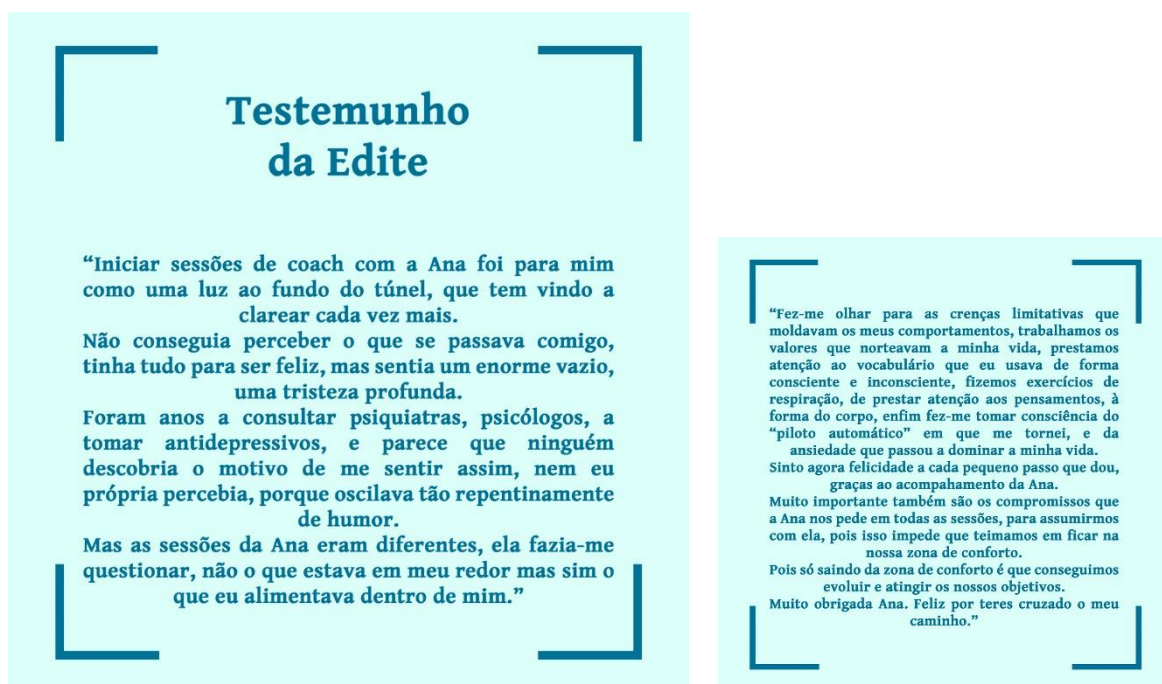 Testemunho
da Edite
“Iniciar sessões de coach com a Ana foi para mim
como uma luz ao fundo do túnel, que tem vindo a
clarear cada vez mais.
Não conseguia perceber o que se passava comigo,
tinha tudo para ser feliz, mas sentia um enorme vazio,
uma tristeza profunda.
Foram anos a consultar psiquiatras, psicólogos, a
tomar antidepressivos, e parece que ninguém
descobria o motivo de me sentir assim, nem eu
própria percebia, porque oscilava tão repentinamente
de humor.
Mas as sessões da Ana eram diferentes, ela fazia-me
questionar, não o que estava em meu redor mas sim o
que eu alimentava dentro de mim.”
“Fez-me olhar para as crenças limitativas que
moldavam os meus comportamentos, trabalhamos os
valores que norteavam a minha vida, prestamos
atenção ao vocabulário que eu usava de forma
consciente e inconsciente, fizemos exercícios de
respiração, de prestar atenção aos pensamentos, à
forma do corpo, enfim fez-me tomar consciência do
“piloto automático” em que me tornei, e da
ansiedade que passou a dominar a minha vida.
Sinto agora felicidade a cada pequeno passo que dou,
graças ao acompahamento da Ana.
Muito importante também são os compromissos que
a Ana nos pede em todas as sessões, para assumirmos
com ela, pois isso impede que teimamos em ficar na
nossa zona de conforto.
Pois só saindo da zona de conforto é que conseguimos
evoluir e atingir os nossos objetivos.
Muito obrigada Ana. Feliz por teres cruzado o meu
caminho.”